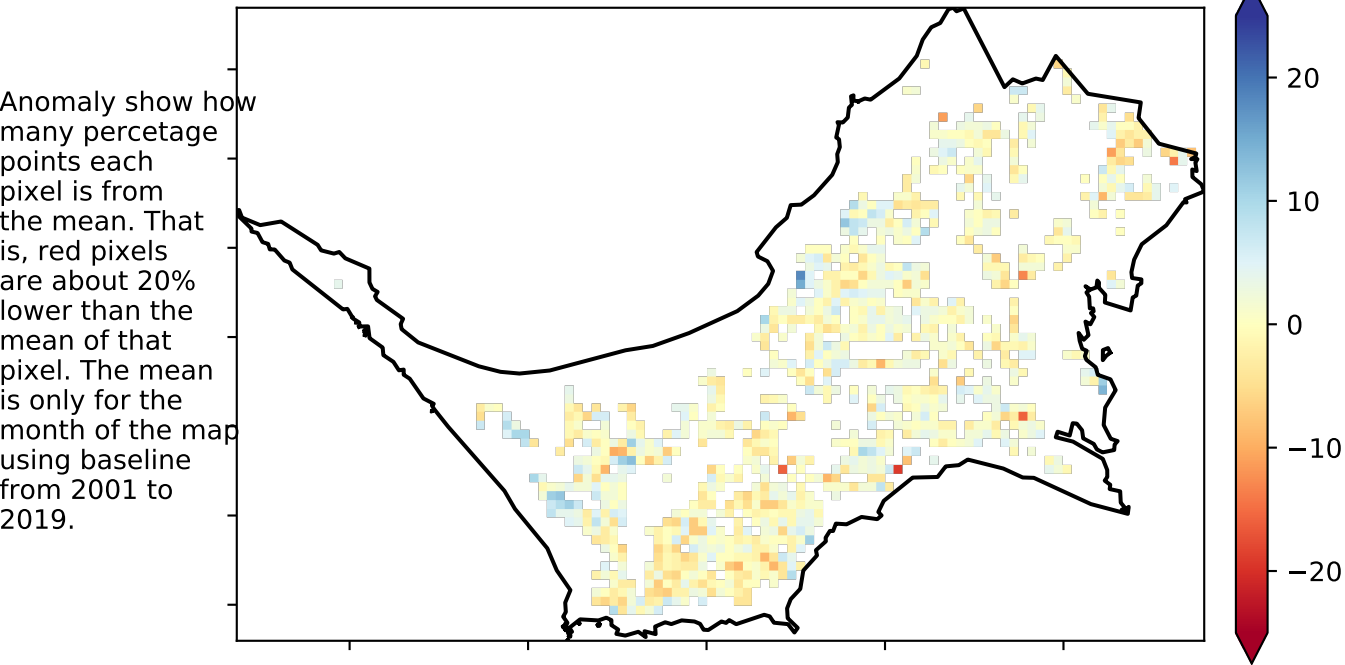 Anomaly show how
many percetage
points each
pixel is from
the mean. That
is, red pixels
are about 20%
lower than the
mean of that
pixel. The mean
is only for the
month of the map
using baseline
from 2001 to
2019.
20
10
0
−10
−20